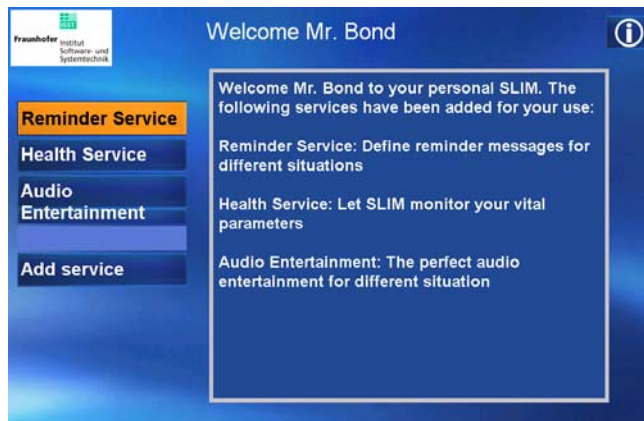 ISST
Fraunhofer Institut
Software- und
Systemtechnik
Welcome Mr. Bond
i
Reminder Service
Health Service
Audio
Entertainment
Add service
Welcome Mr. Bond to your personal SLIM. The
following services have been added for your use:
Reminder Service: Define reminder messages for
different situations
Health Service: Let SLIM monitor your vital
parameters
Audio Entertainment: The perfect audio
entertainment for different situation